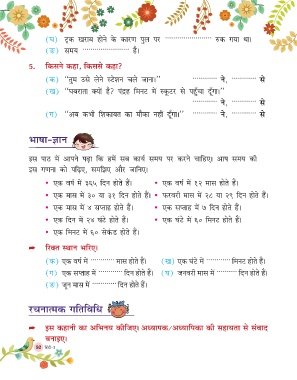 (घ) ट्रक खराब होने के कारण पुल पर .................... रुक गया था।
(ङ) समय .................... है।
5. किसने कहा, किससे कहा?
(क) “तुम उसे लेने स्टेशन चले जाना।” .......... ने, .......... से
(ख) “घबराता क्यों है? पंद्रह मिनट में स्कूटर से पहुँचा दूँगा।”
.......... ने, .......... से
(ग) “अब कभी शिकायत का मौका नहीं दूँगा।” .......... ने, .......... से
भाषा-ज्ञान
इस पाठ में आपने पढ़ा कि हमें सब कार्य समय पर करने चाहिए। आप समय की
इस गणना को पढ़िए, समझिए और जानिए।
• एक वर्ष में ३६५ दिन होते हैं। • एक वर्ष में १२ मास होते हैं।
• एक मास में ३० या ३१ दिन होते हैं। • फरवरी मास में २८ या २९ दिन होते हैं।
• एक मास में ४ सप्ताह होते हैं। • एक सप्ताह में ७ दिन होते हैं।
• एक दिन में २४ घंटे होते हैं। • एक घंटे में ६० मिनट होते हैं।
• एक मिनट में ६० सेकंड होते हैं।
रिक्त स्थान भरिए।
(क) एक वर्ष में .......... मास होते हैं। (ख) एक घंटे में .......... मिनट होते हैं।
(ग) एक सप्ताह में .......... दिन होते हैं। (घ) जनवरी मास में .......... दिन होते हैं।
(ङ) जून मास में .......... दिन होते हैं।
रचनात्मक गतिविधि
इस कहानी का अभिनय कीजिए। अध्यापक/अध्यापिका की सहायता से संवाद
बनाइए।